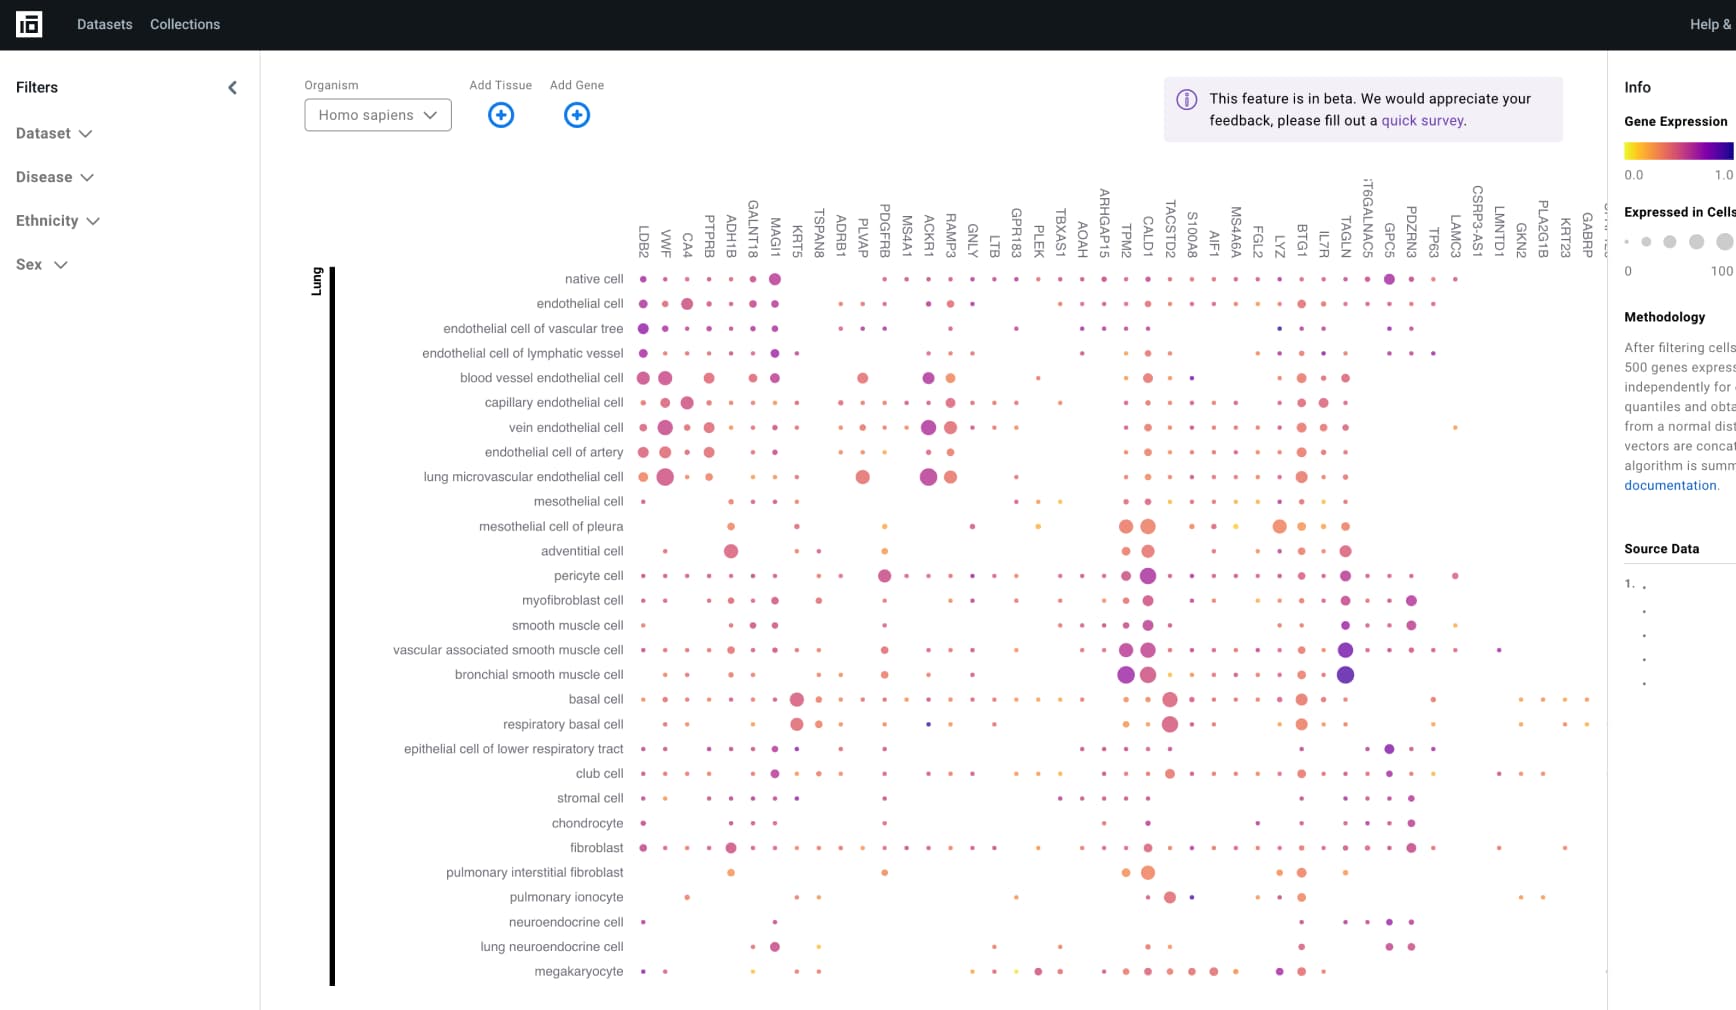 Datasets
Collections
Help &
Filters
Dataset
Disease
Ethnicity
Sex
Organism
Homo sapiens
Add Tissue
Add Gene
This feature is in beta. We would appreciate your
feedback, please fill out a quick survey.
LDB2
VWF
CA4
PTPRB
ADH1B
GALNT18
MAGI1
KRT5
TSPAN8
ADRB1
PLVAP
PDGFRB
MS4A1
ACKR1
RAMP3
GNLY
LTB
GPR183
PLEK
TBXAS1
AOAH
ARHGAP15
TPM2
CALD1
TACSTD2
S100A8
AIF1
MS4A6A
FGL2
LYZ
BTG1
IL7R
TAGLN
T6GALNAC5
GPC5
PDZRN3
TP63
LAMC3
CSRP3-AS1
LMNTD1
GKN2
PLA2G1B
KRT23
GABRP
Lung
native cell
endothelial cell
endothelial cell of vascular tree
endothelial cell of lymphatic vessel
blood vessel endothelial cell
capillary endothelial cell
vein endothelial cell
endothelial cell of artery
lung microvascular endothelial cell
mesothelial cell
mesothelial cell of pleura
adventitial cell
pericyte cell
myofibroblast cell
smooth muscle cell
vascular associated smooth muscle cell
bronchial smooth muscle cell
basal cell
respiratory basal cell
epithelial cell of lower respiratory tract
club cell
stromal cell
chondrocyte
fibroblast
pulmonary interstitial fibroblast
pulmonary ionocyte
neuroendocrine cell
lung neuroendocrine cell
megakaryocyte
Info
Gene Expression
0.0 1.0
Expressed in Cells
0 100
Methodology
After filtering cells
500 genes express
independently for
quantiles and obta
from a normal dist
vectors are concat
algorithm is summ
documentation.
Source Data
1.